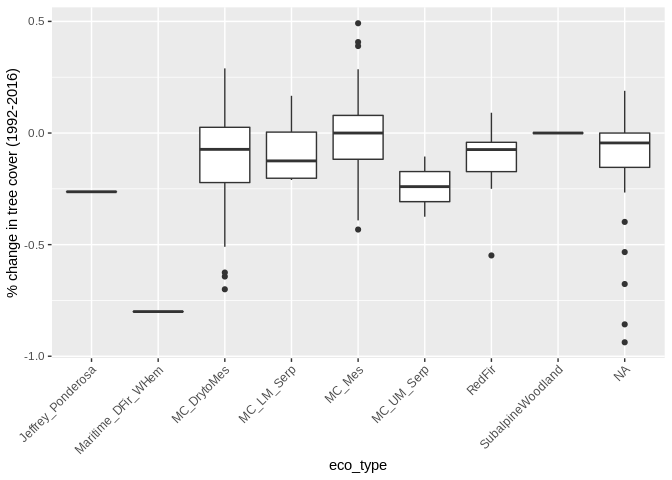 % change in tree cover (1992-2016)
0.5
0.0
-0.5
-1.0
Jeffrey_Ponderosa
Maritime_DFir_WHem
MC_DrytoMes
MC_LM_Serp
MC_Mes
MC_UM_Serp
RedFir
SubalpineWoodland
NA
eco_type